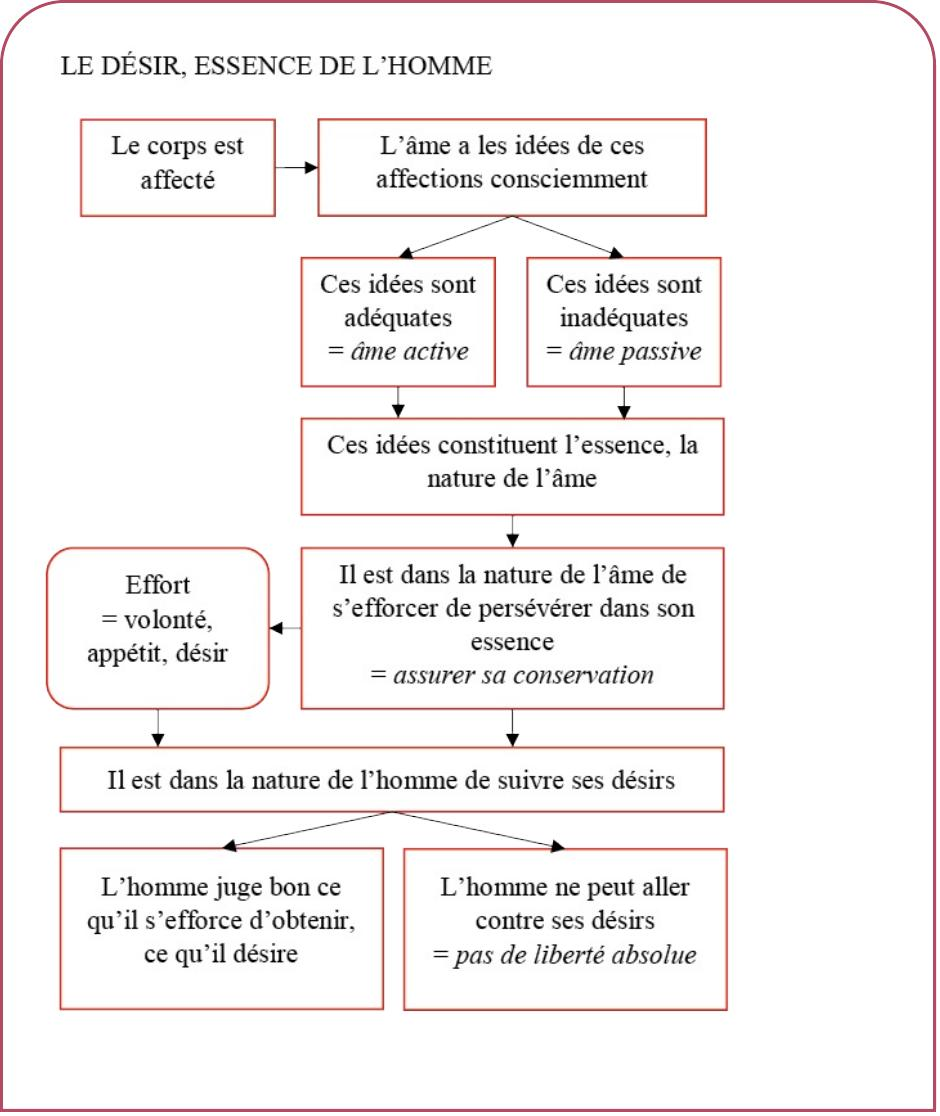 LE DÉSIR, ESSENCE DE L’HOMME
Le corps est
affecté
L’âme a les idées de ces
affections consciemment
Ces idées sont
adéquates
= âme active
Ces idées sont
inadéquates
= âme passive
Ces idées constituent l’essence, la
nature de l’âme
Effort
= volonté,
appétit, désir
Il est dans la nature de l’âme de
s’efforcer de persévérer dans son
essence
= assurer sa conservation
Il est dans la nature de l’homme de suivre ses désirs
L’homme juge bon ce
qu’il s’efforce d’obtenir,
ce qu’il désire
L’homme ne peut aller
contre ses désirs
= pas de liberté absolue